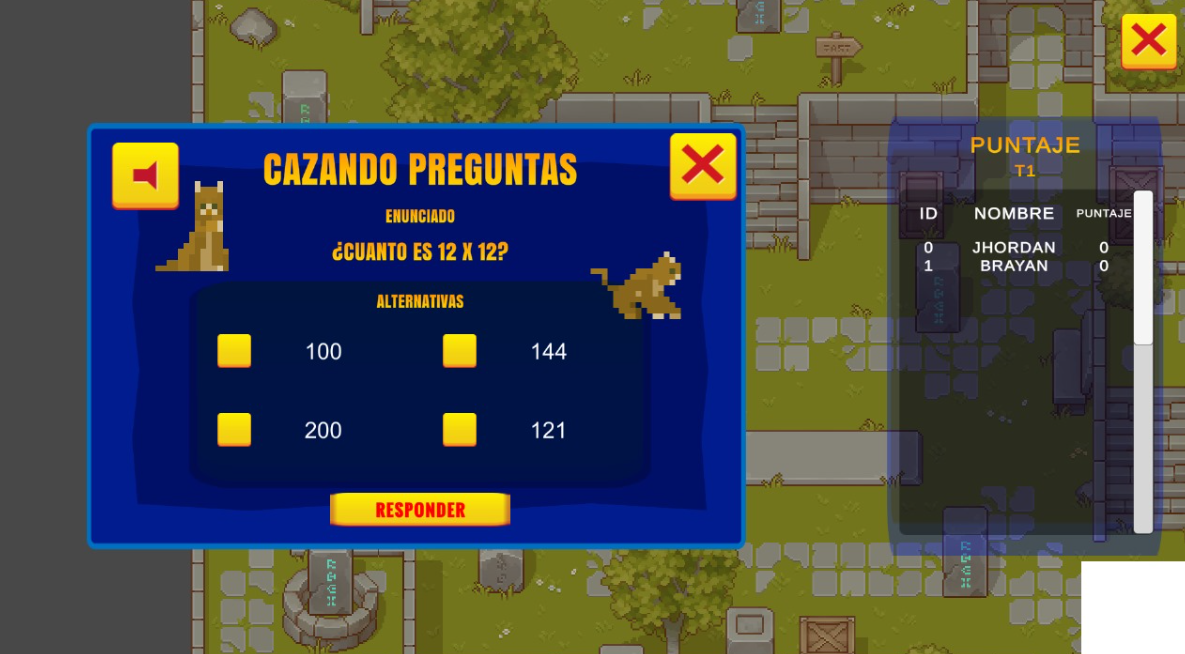 CAZANDO PREGUNTAS
ENUNCIADO
¿CUANTO ES 12 X 12?
ALTERNATIVAS
100
144
200
121
RESPONDER
PUNTAJE
T1
ID NOMBRE PUNTAJE
0 JHORDAN 0
1 BRAYAN 0